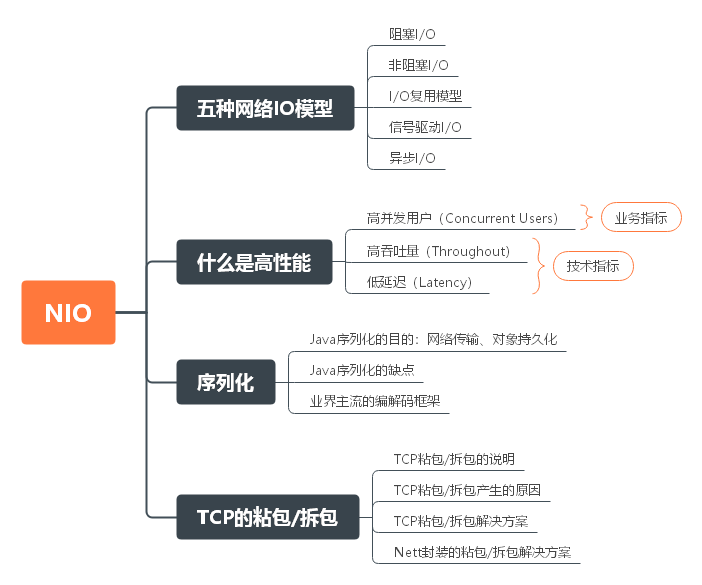 NIO
五种网络IO模型
阻塞I/O
非阻塞I/O
I/O复用模型
信号驱动I/O
异步I/O
什么是高性能
高并发用户（Concurrent Users）
业务指标
高吞吐量（Throughout）
低延迟（Latency）
技术指标
序列化
Java序列化的目的：网络传输、对象持久化
Java序列化的缺点
业界主流的编解码框架
TCP的粘包/拆包
TCP粘包/拆包的说明
TCP粘包/拆包产生的原因
TCP粘包/拆包解决方案
Nett封装的粘包/拆包解决方案